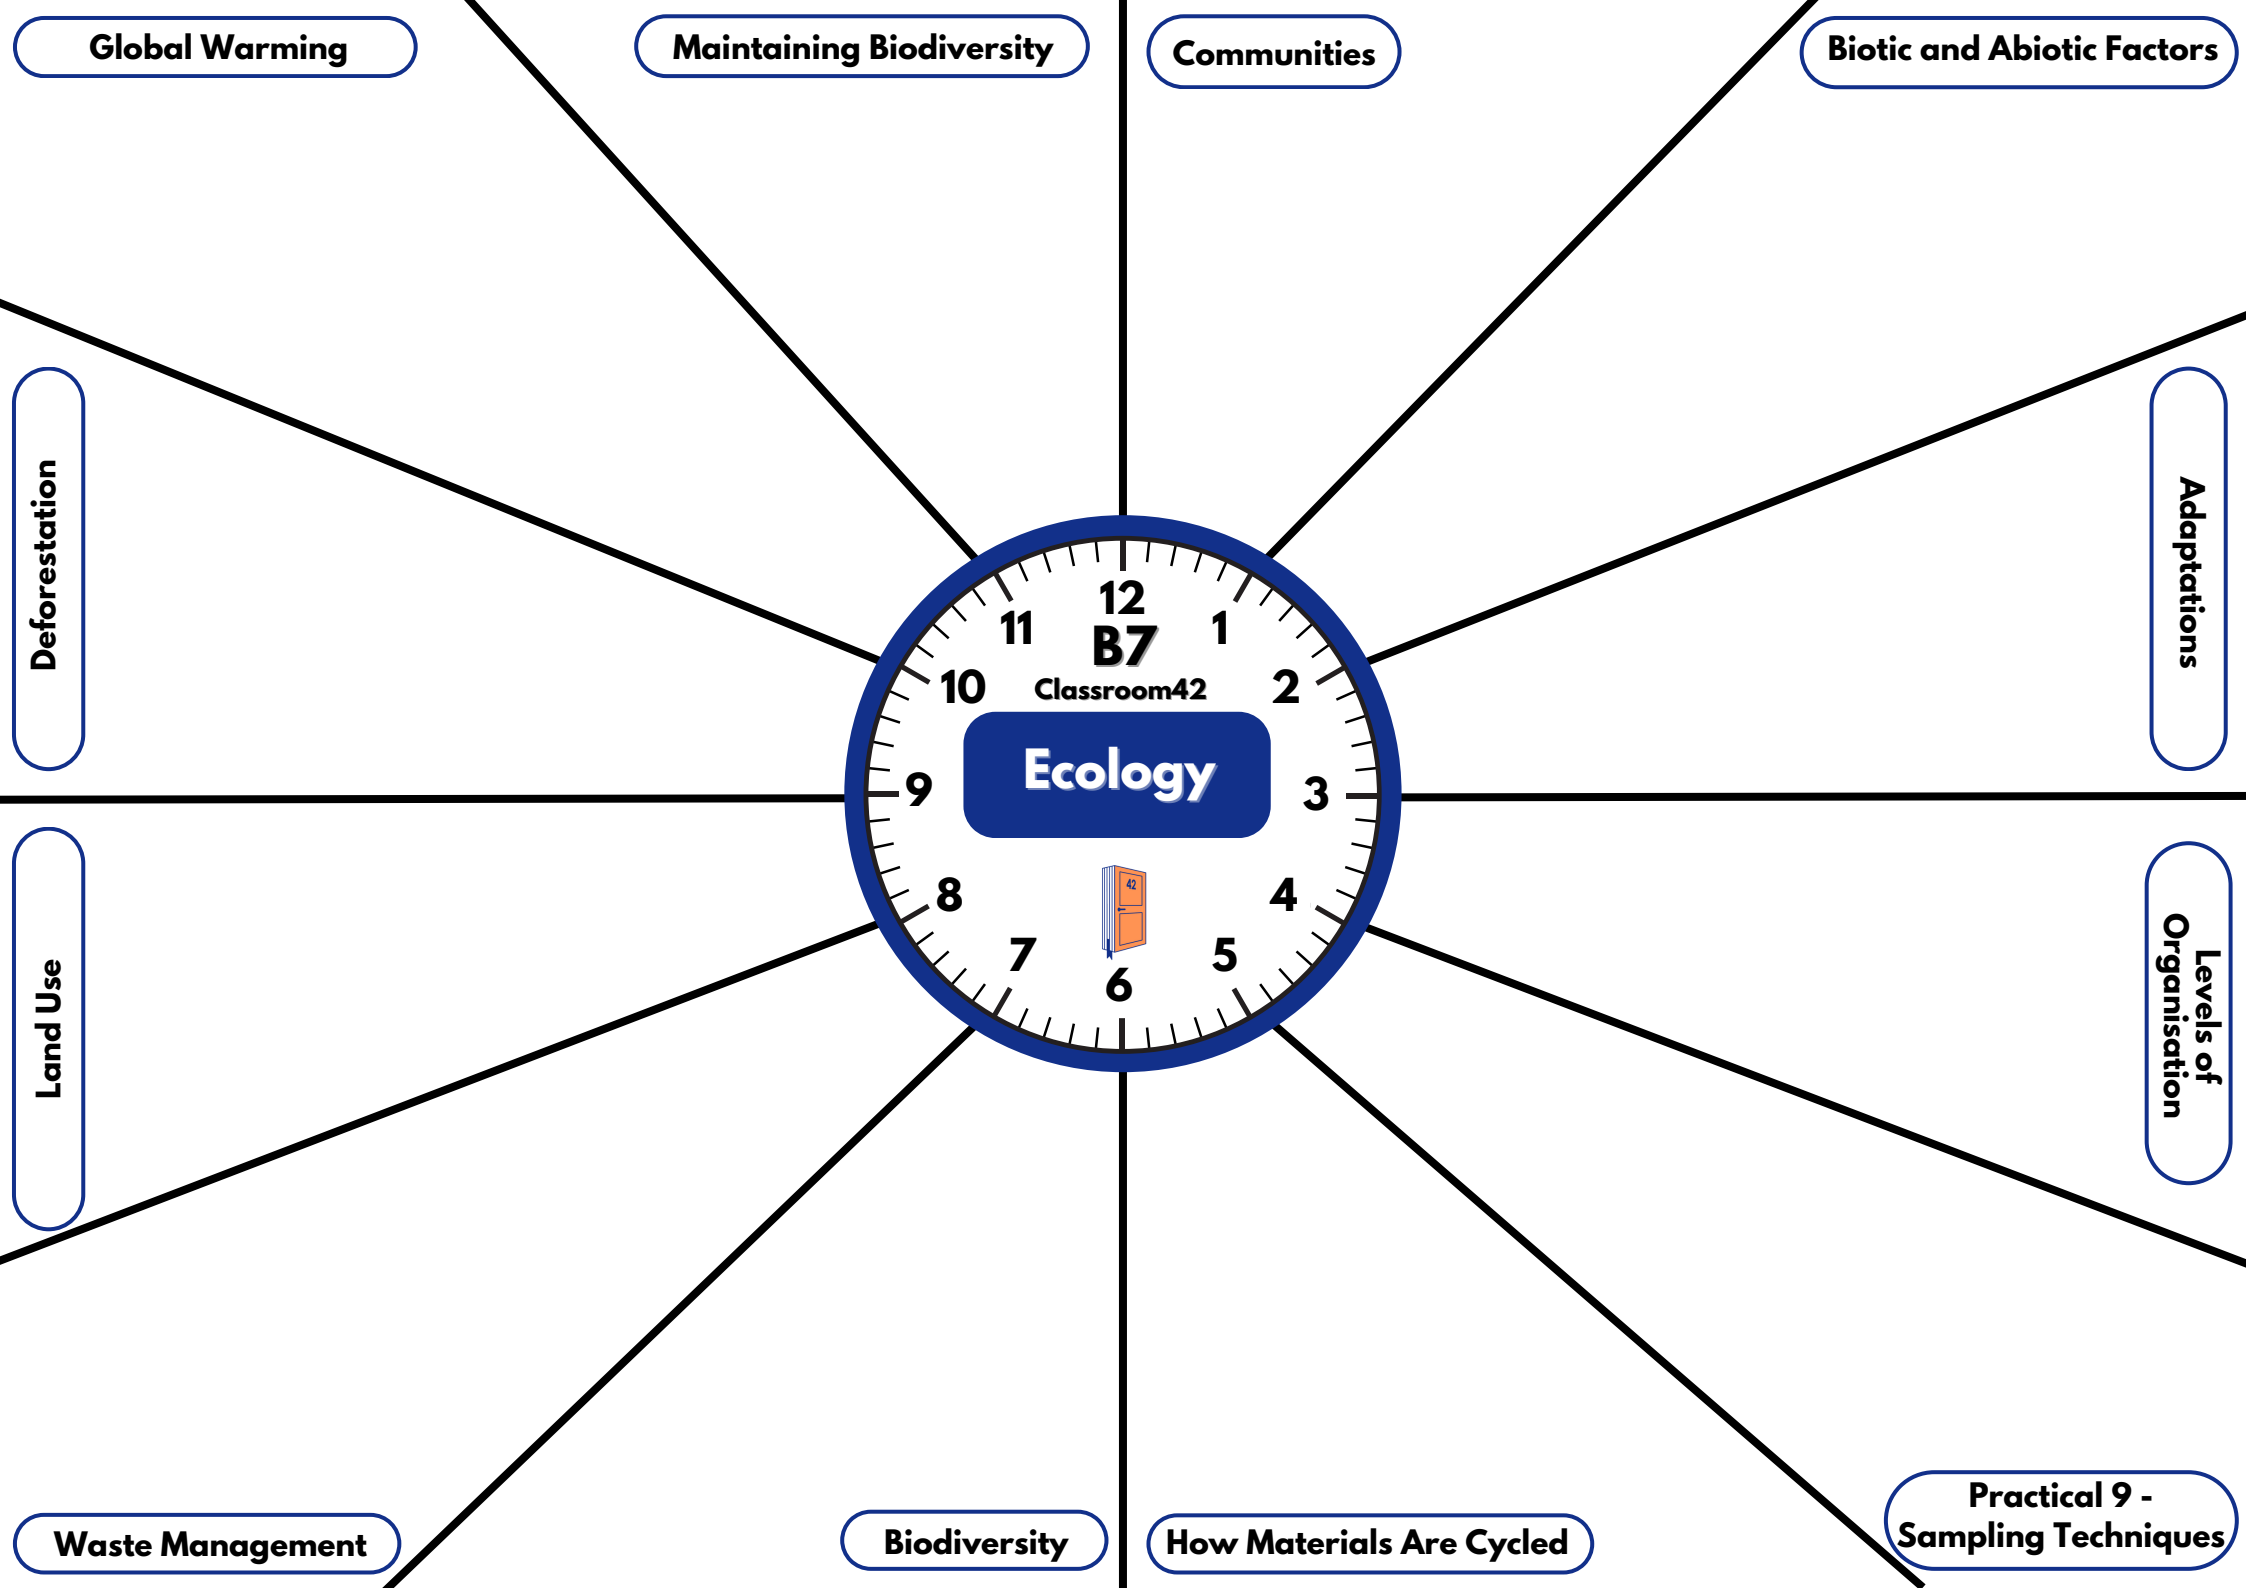 Global Warming
Maintaining Biodiversity
Communities
Biotic and Abiotic Factors
Deforestation
Adaptations
12
11
1
B7
10
2
Classroom42
Ecology
9
3
8
4
42
7
5
6
Land Use
Levels of
Organisation
Waste Management
Biodiversity
How Materials Are Cycled
Practical 9 -
Sampling Techniques